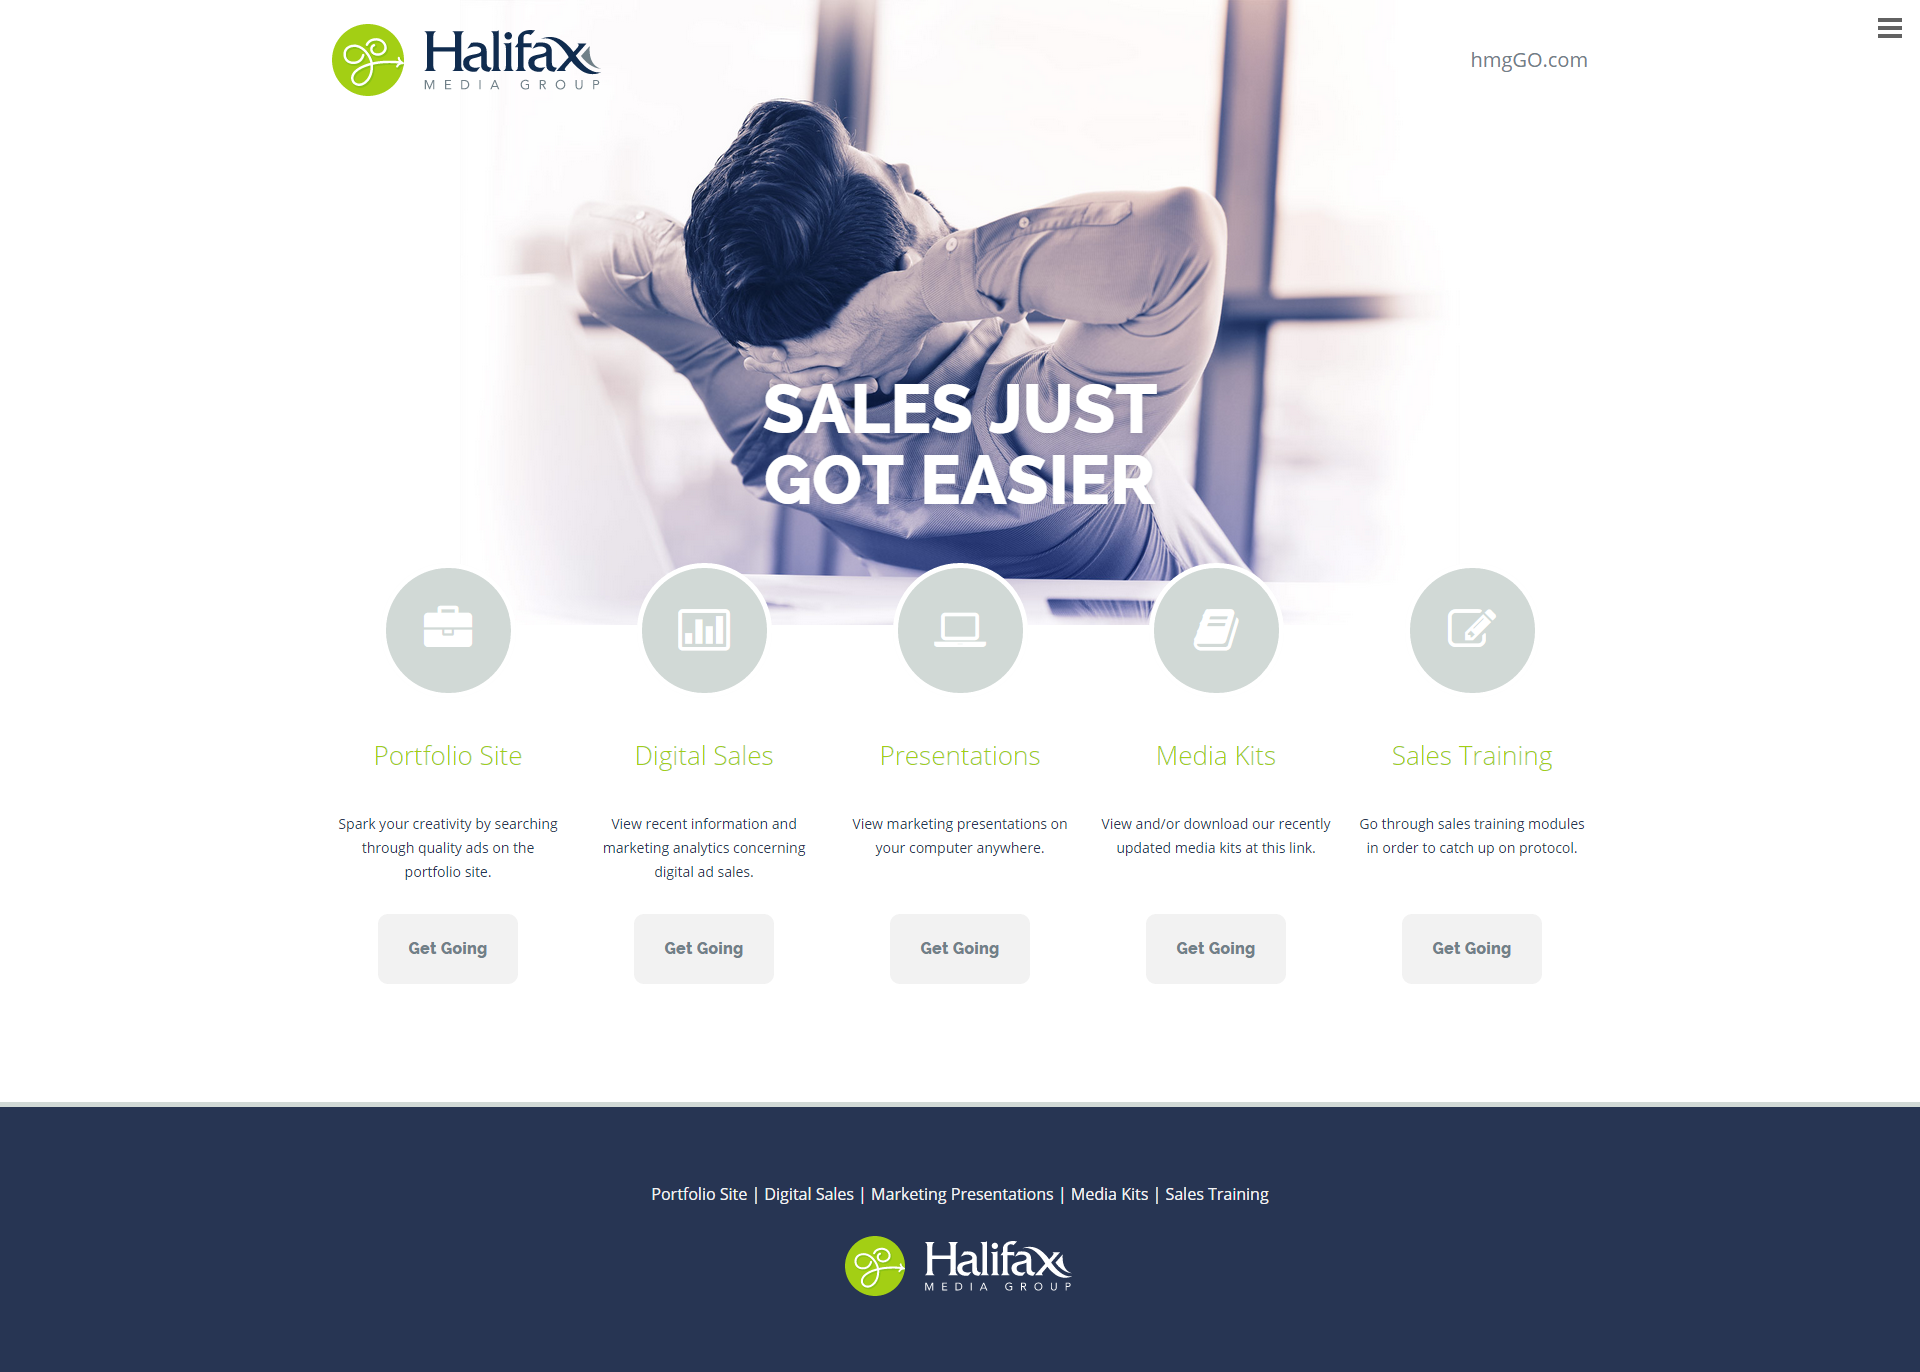 Halifax
MEDIA GROUP
hmgGO.com
SALES JUST
GOT EASIER
Portfolio Site
Spark your creativity by searching
through quality ads on the
portfolio site.
Get Going
Digital Sales
View recent information and
marketing analytics concerning
digital ad sales.
Get Going
Presentations
View marketing presentations on
your computer anywhere.
Get Going
Media Kits
View and/or download our recently
updated media kits at this link.
Get Going
Sales Training
Go through sales training modules
in order to catch up on protocol.
Get Going
Portfolio Site | Digital Sales | Marketing Presentations | Media Kits | Sales Training
Halifax
MEDIA GROUP